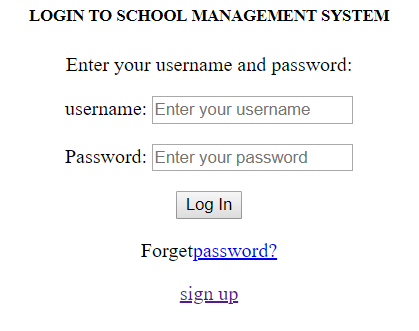 LOGIN TO SCHOOL MANAGEMENT SYSTEM
Enter your username and password:
username: Enter your username
Password: Enter your password
Log In
Forgetpassword?
sign up